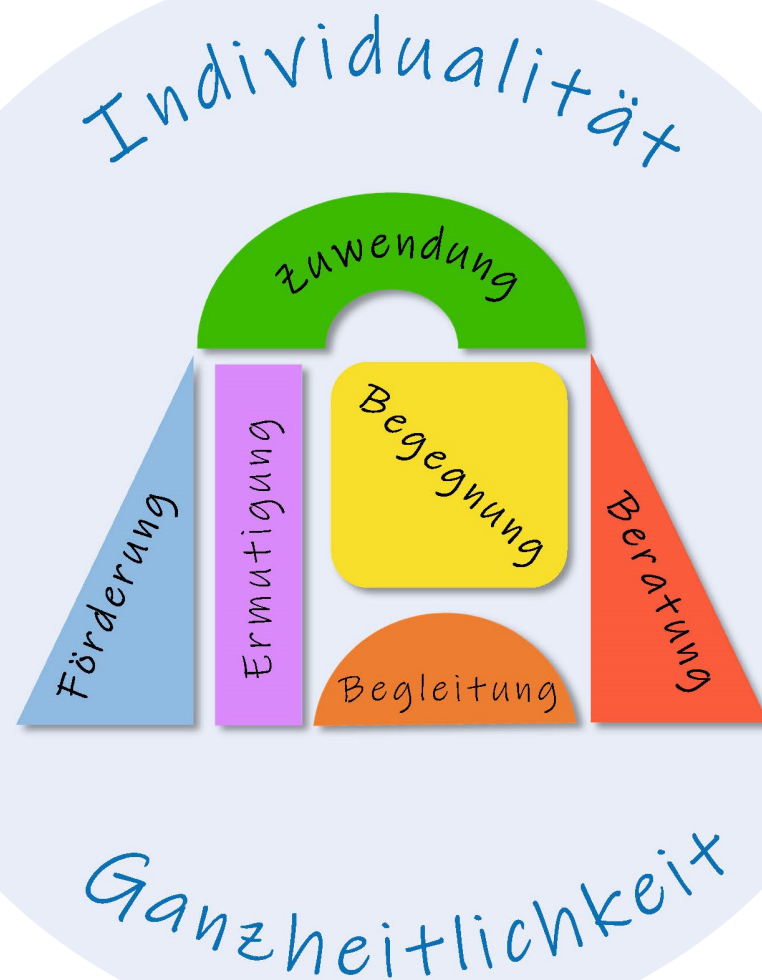 Individualität
Zuwendung
Förderung
Ermutigung
Begegnung
Beratung
Begleitung
Ganzheitlichkeit